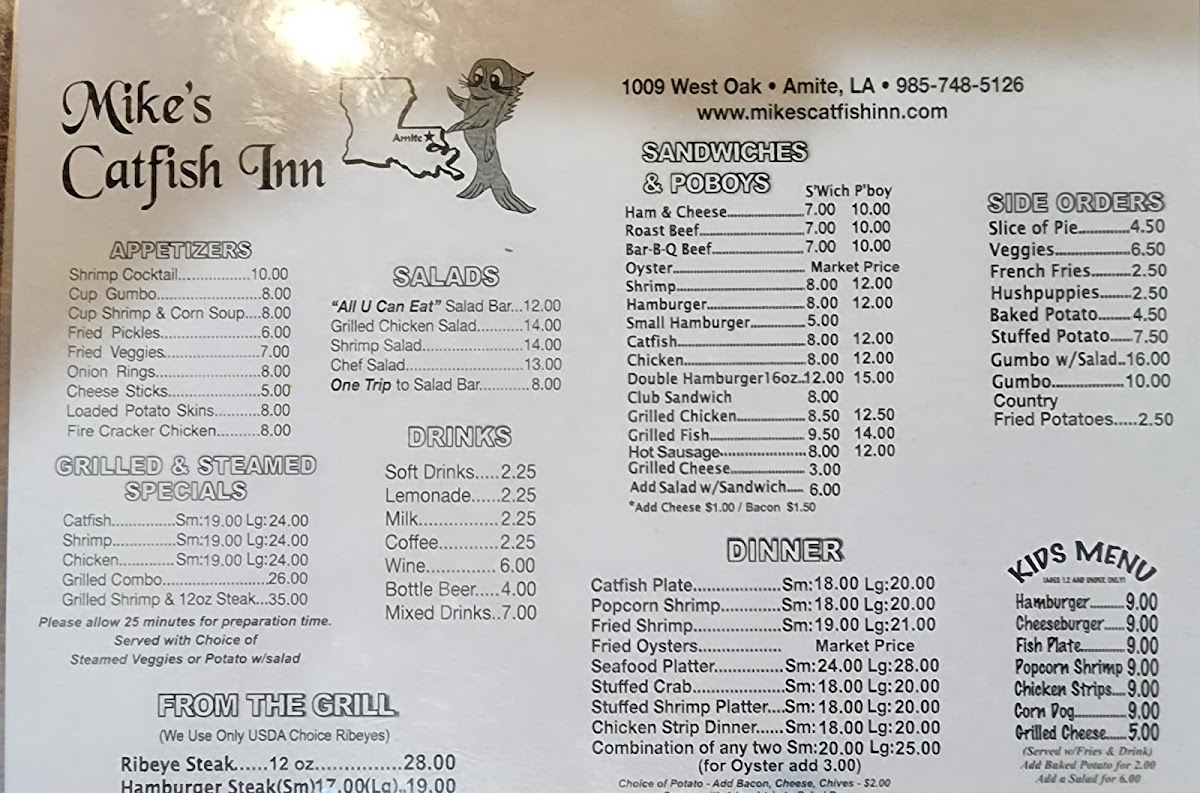 Mike's
Catfish Inn
Amite
1009 West Oak • Amite, LA • 985-748-5126
www.mikescatfishinn.com
APPETIZERS
Shrimp Cocktail................10.00
Cup Gumbo.......................8.00
Cup Shrimp & Corn Soup....8.00
Fried Pickles......................6.00
Fried Veggies.....................7.00
Onion Rings.......................8.00
Cheese Sticks....................5.00
Loaded Potato Skins.........8.00
Fire Cracker Chicken.........8.00
GRILLED & STEAMED
SPECIALS
Catfish.............Sm:19.00 Lg:24.00
Shrimp.............Sm:19.00 Lg:24.00
Chicken............Sm:19.00 Lg:24.00
Grilled Combo......................26.00
Grilled Shrimp & 12oz Steak...35.00
Please allow 25 minutes for preparation time.
Served with Choice of
Steamed Veggies or Potato w/salad
FROM THE GRILL
(We Use Only USDA Choice Ribeyes)
Ribeye Steak......12 oz..............28.00
Hamburger Steak(Sm)17.00(Lg)..19.00
SALADS
"All U Can Eat" Salad Bar...12.00
Grilled Chicken Salad..........14.00
Shrimp Salad......................14.00
Chef Salad.........................13.00
One Trip to Salad Bar...........8.00
DRINKS
Soft Drinks.....2.25
Lemonade......2.25
Milk................2.25
Coffee............2.25
Wine..............6.00
Bottle Beer.....4.00
Mixed Drinks..7.00
SANDWICHES
& POBOYS
S'Wich P'boy
Ham & Cheese..................7.00 10.00
Roast Beef........................7.00 10.00
Bar-B-Q Beef.....................7.00 10.00
Oyster.............................. Market Price
Shrimp.............................8.00 12.00
Hamburger.......................8.00 12.00
Small Hamburger..............5.00
Catfish.............................8.00 12.00
Chicken............................8.00 12.00
Double Hamburger16oz..12.00 15.00
Club Sandwich 8.00
Grilled Chicken.................8.50 12.50
Grilled Fish.......................9.50 14.00
Hot Sausage.....................8.00 12.00
Grilled Cheese..................3.00
Add Salad w/Sandwich..... 6.00
*Add Cheese $1.00 / Bacon $1.50
DINNER
Catfish Plate................Sm: 18.00 Lg:20.00
Popcorn Shrimp...........Sm: 18.00 Lg:20.00
Fried Shrimp................Sm: 19.00 Lg:21.00
Fried Oysters................. Market Price
Seafood Platter............Sm: 24.00 Lg:28.00
Stuffed Crab.................Sm: 18.00 Lg:20.00
Stuffed Shrimp Platter....Sm: 18.00 Lg:20.00
Chicken Strip Dinner......Sm: 18.00 Lg:20.00
Combination of any two Sm: 20.00 Lg:25.00
(for Oyster add 3.00)
Choice of Potato - Add Bacon, Cheese, Chives - $2.00
SIDE ORDERS
Slice of Pie.............4.50
Veggies...................6.50
French Fries............2.50
Hushpuppies..........2.50
Baked Potato..........4.50
Stuffed Potato........7.50
Gumbo w/Salad..16.00
Gumbo..................10.00
Country
Fried Potatoes.....2.50
KIDS MENU
(AGES 12 AND UNDER ONLY!)
Hamburger..........9.00
Cheeseburger......9.00
Fish Plate............9.00
Popcorn Shrimp 9.00
Chicken Strips....9.00
Corn Dog.............9.00
Grilled Cheese......5.00
(Served w/Fries & Drink)
Add Baked Potato for 2.00
Add a Salad for 6.00